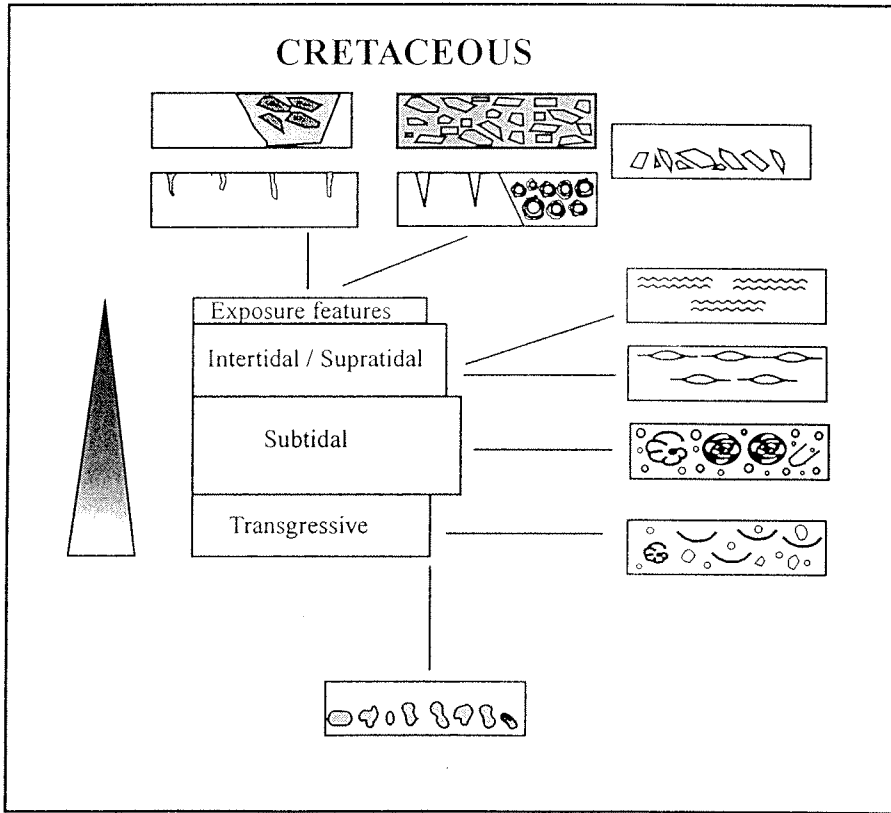 CRETACEOUS
Exposure features
Intertidal / Supratidal
Subtidal
Transgressive